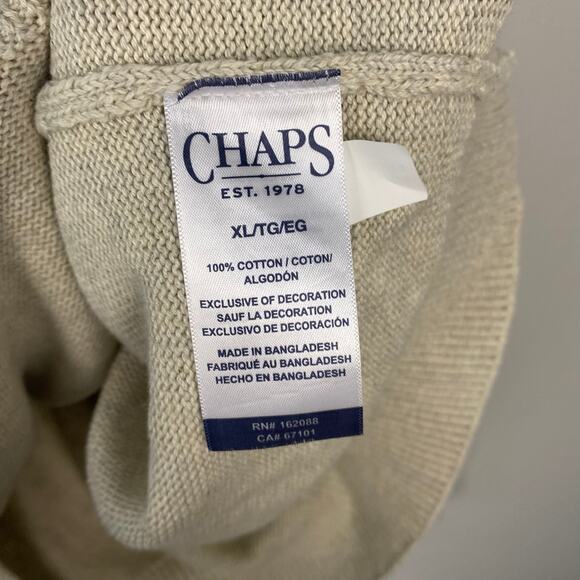 CHAPS
EST. 1978
XL/TG/EG
100% COTTON / COTON/
ALGODÓN
EXCLUSIVE OF DECORATION
SAUF LA DECORATION
EXCLUSIVO DE DECORACIÓN
MADE IN BANGLADESH
FABRIQUÉ AU BANGLADESH
HECHO EN BANGLADESH
RN# 162088
CA# 67101